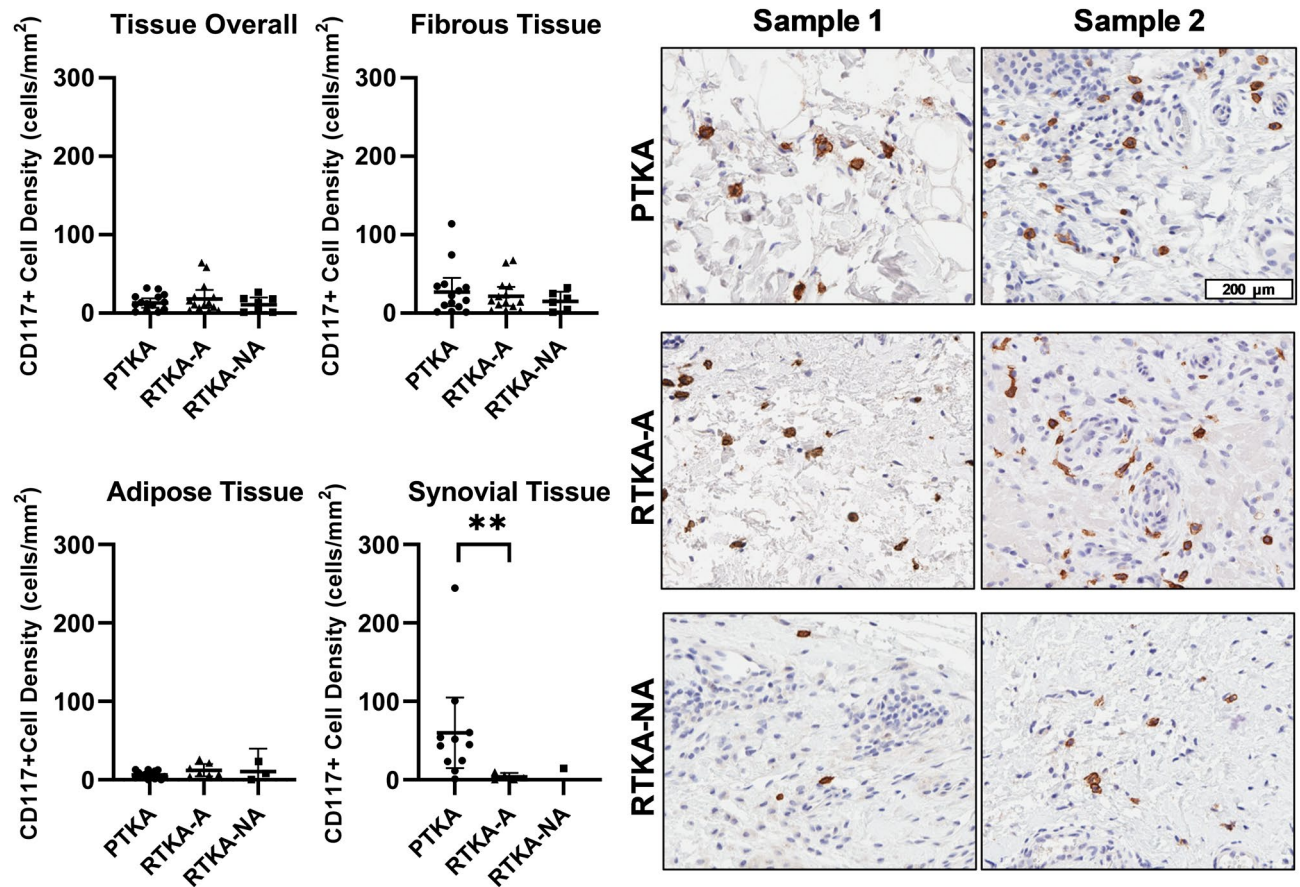 Tissue Overall
CD117+ Cell Density (cells/mm²)
300
200
100
0
PTKA
RTKA-A
RTKA-NA
Fibrous Tissue
CD117+ Cell Density (cells/mm²)
300
200
100
0
PTKA
RTKA-A
RTKA-NA
Adipose Tissue
CD117+Cell Density (cells/mm²)
300
200
100
0
PTKA
RTKA-A
RTKA-NA
Synovial Tissue
CD117+ Cell Density (cells/mm²)
300
200
100
0
**
PTKA
RTKA-A
RTKA-NA
Sample 1
Sample 2
PTKA
200 µm
RTKA-A
RTKA-NA